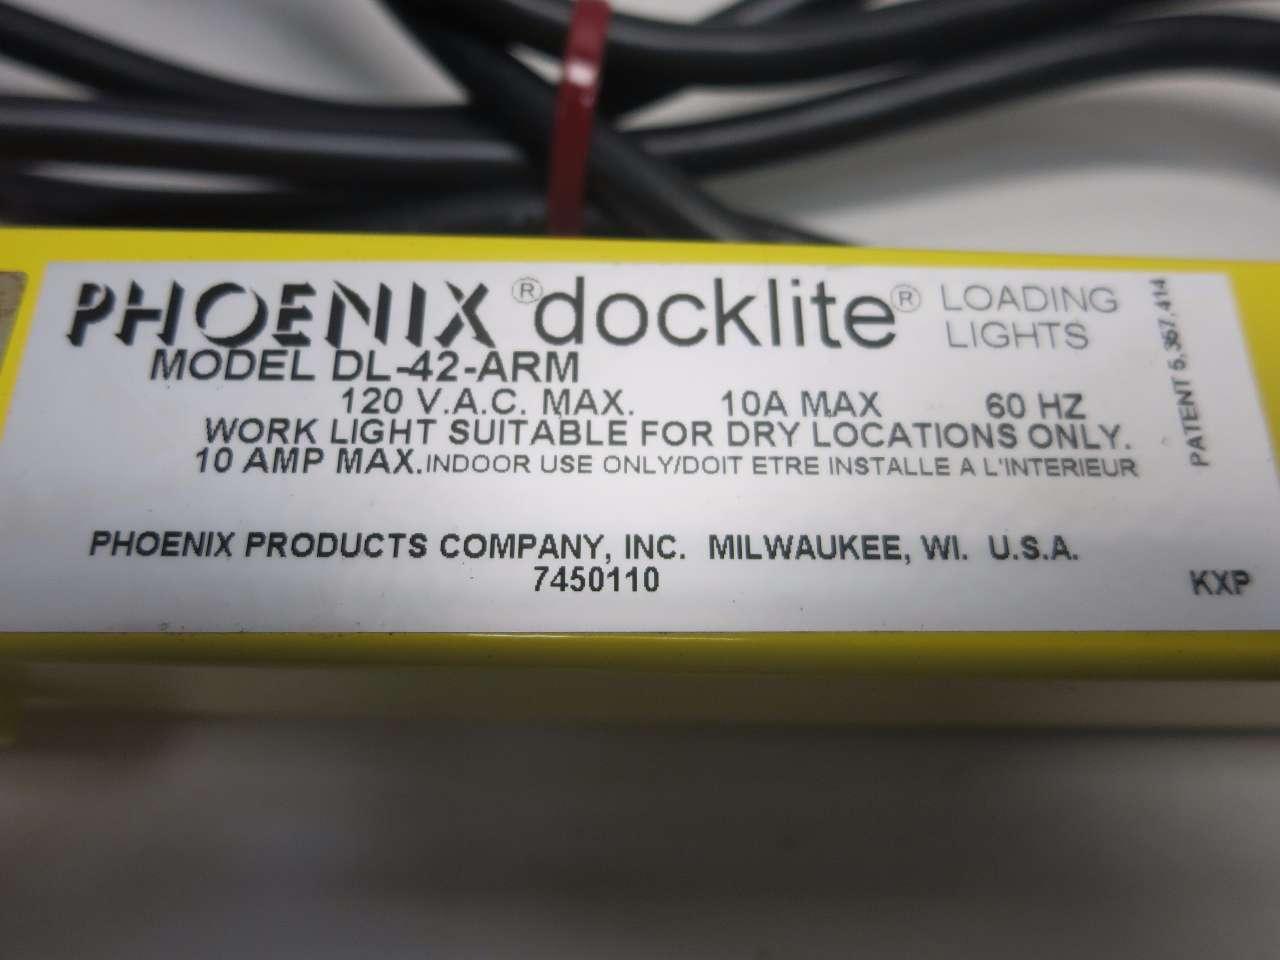 PHOENIX ® docklite ® LOADING
LIGHTS
MODEL DL-42-ARM
120 V.A.C. MAX. 10A MAX 60 HZ
WORK LIGHT SUITABLE FOR DRY LOCATIONS ONLY.
10 AMP MAX. INDOOR USE ONLY/DOIT ETRE INSTALLE A L'INTERIEUR
PATENT 5,367,414
PHOENIX PRODUCTS COMPANY, INC. MILWAUKEE, WI. U.S.A.
7450110
KXP